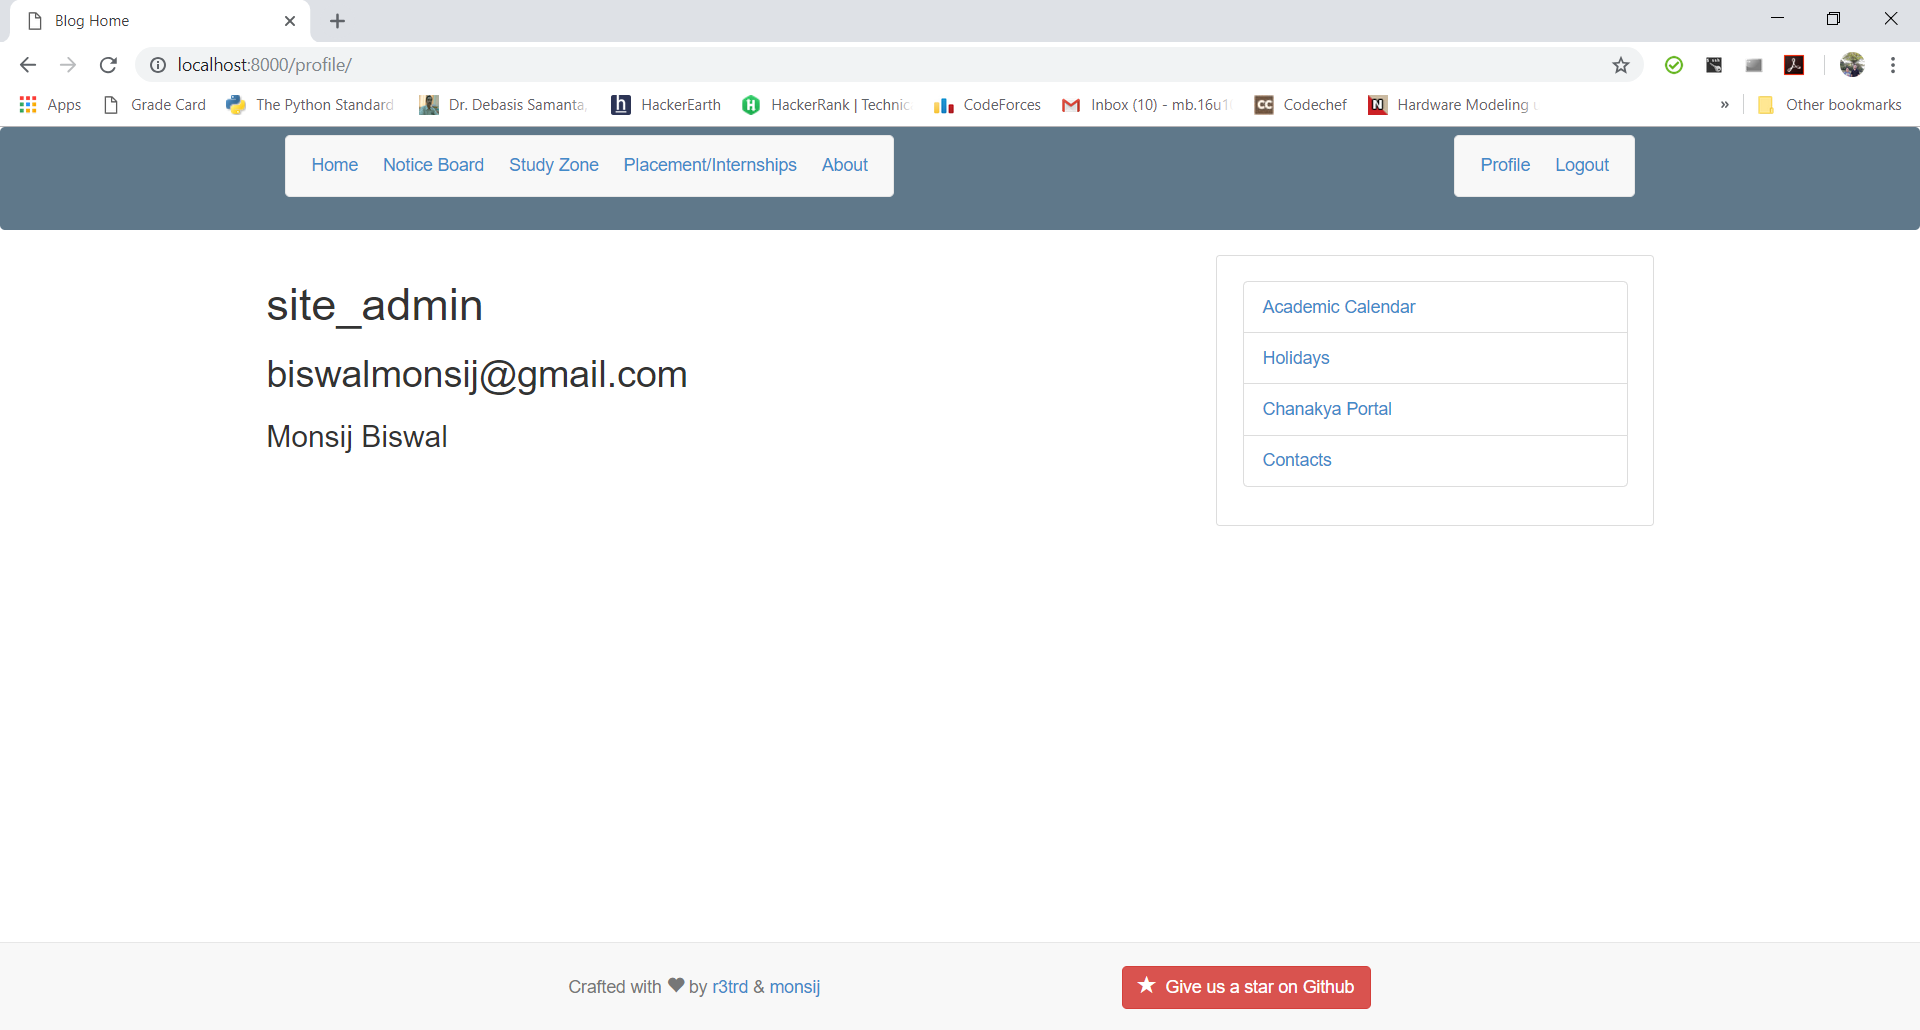 Blog Home
localhost:8000/profile/
Apps Grade Card The Python Standard Dr. Debasis Samanta, HackerEarth HackerRank | Technic CodeForces Inbox (10) - mb.16u1 Codechef Hardware Modeling » Other bookmarks
Home Notice Board Study Zone Placement/Internships About Profile Logout
site_admin
biswalmonsij@gmail.com
Monsij Biswal
Academic Calendar
Holidays
Chanakya Portal
Contacts
Crafted with ♥ by r3trd & monsij
★ Give us a star on Github